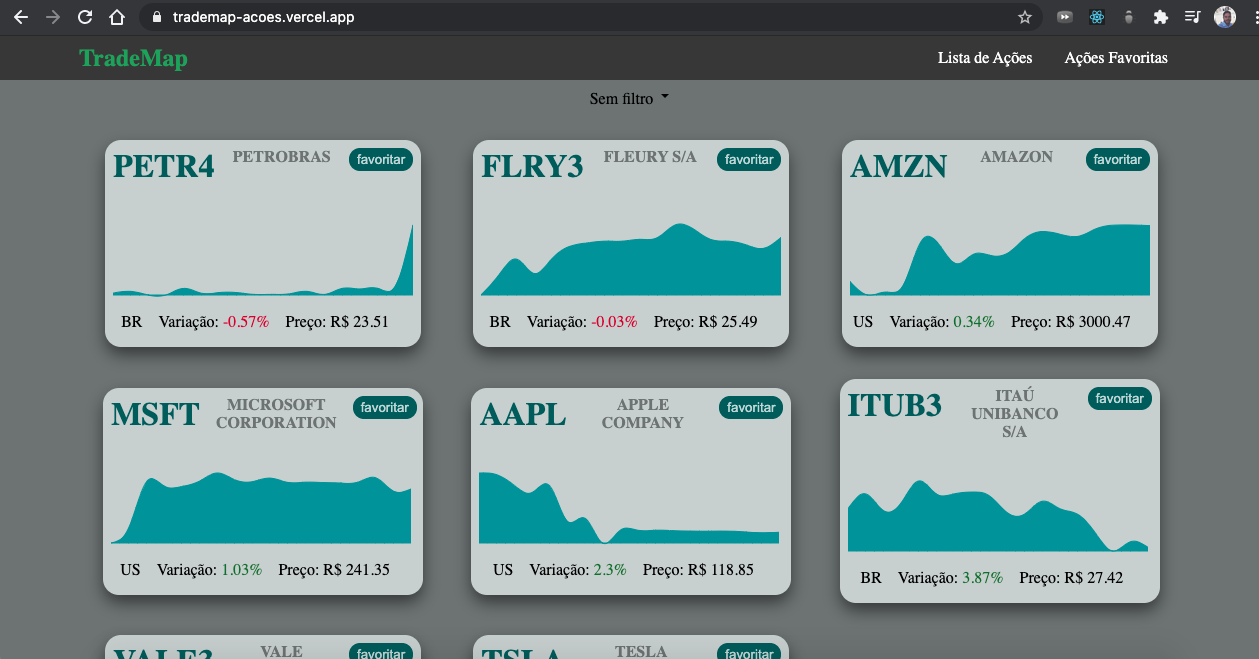 trademap-acoes.vercel.app
TradeMap
Lista de Ações
Ações Favoritas
Sem filtro
PETR4 PETROBRAS favoritar
BR Variação: -0.57% Preço: R$ 23.51
FLRY3 FLEURY S/A favoritar
BR Variação: -0.03% Preço: R$ 25.49
AMZN AMAZON favoritar
US Variação: 0.34% Preço: R$ 3000.47
MSFT MICROSOFT favoritar
CORPORATION
US Variação: 1.03% Preço: R$ 241.35
AAPL APPLE favoritar
COMPANY
US Variação: 2.3% Preço: R$ 118.85
ITUB3 ITAÚ favoritar
UNIBANCO
S/A
BR Variação: 3.87% Preço: R$ 27.42
VALE3 VALE favoritar
TSLA TESLA favoritar